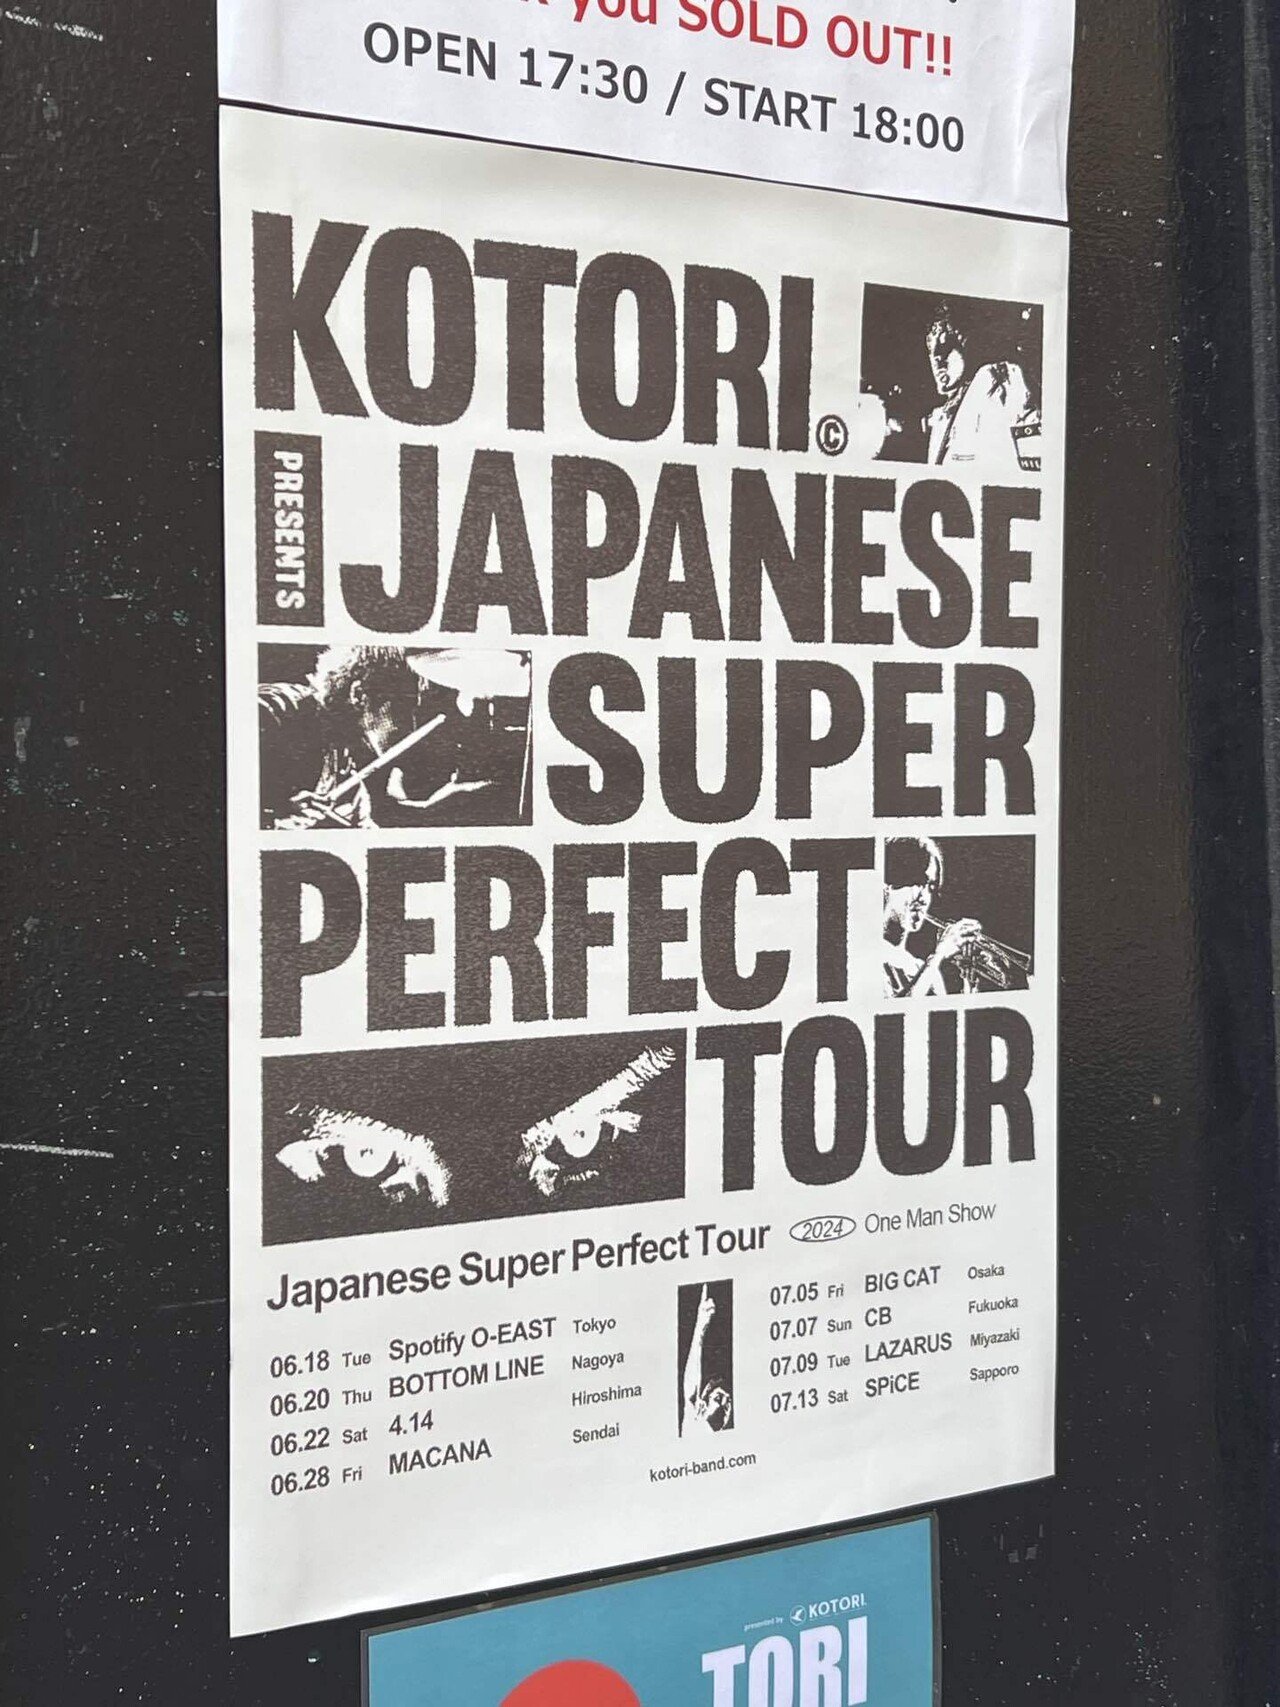 you SOLD OUT!!
OPEN 17:30 / START 18:00
KOTORI©
PRESENTS
JAPANESE
SUPER
PERFECT
TOUR
Japanese Super Perfect Tour 2024 One Man Show
06.18 Tue Spotify O-EAST Tokyo
06.20 Thu BOTTOM LINE Nagoya
06.22 Sat 4.14 Hiroshima
06.28 Fri MACANA Sendai
07.05 Fri BIG CAT Osaka
07.07 Sun CB Fukuoka
07.09 Tue LAZARUS Miyazaki
07.13 Sat SPiCE Sapporo
kotori-band.com
presented by KOTORI
TORI